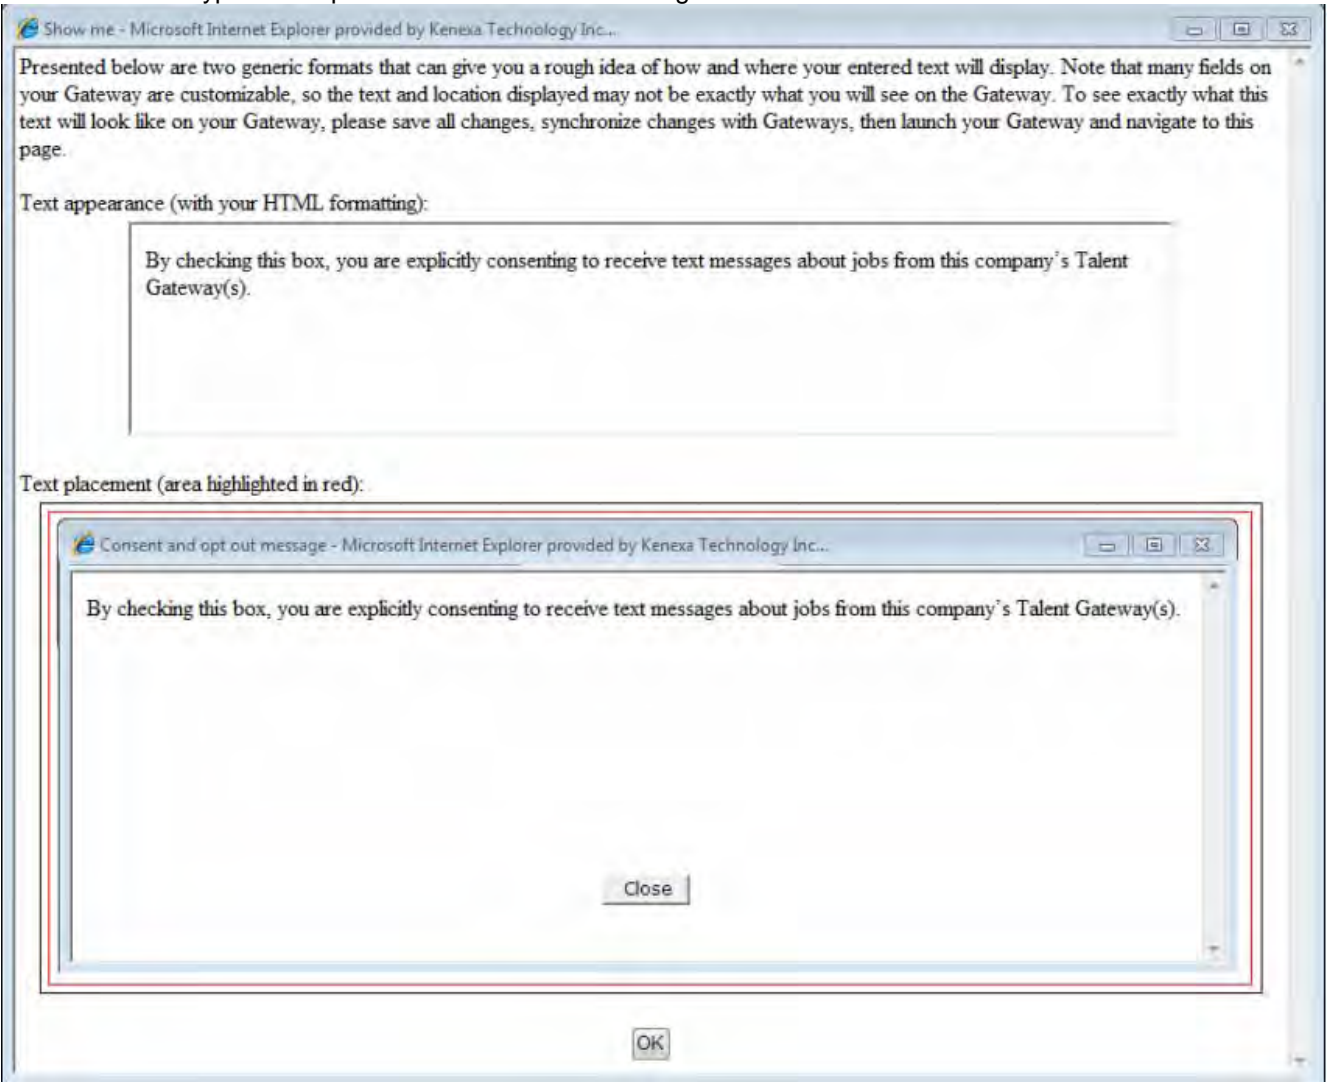 Show me - Microsoft Internet Explorer provided by Kenexa Technology Inc...
Presented below are two generic formats that can give you a rough idea of how and where your entered text will display. Note that many fields on
your Gateway are customizable, so the text and location displayed may not be exactly what you will see on the Gateway. To see exactly what this
text will look like on your Gateway, please save all changes, synchronize changes with Gateways, then launch your Gateway and navigate to this
page.
Text appearance (with your HTML formatting):
By checking this box, you are explicitly consenting to receive text messages about jobs from this company's Talent
Gateway(s).
Text placement (area highlighted in red):
Consent and opt out message - Microsoft Internet Explorer provided by Kenexa Technology Inc...
By checking this box, you are explicitly consenting to receive text messages about jobs from this company's Talent Gateway(s).
Close
OK